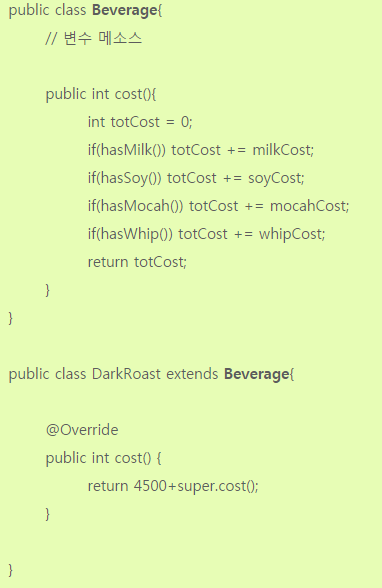 public class Beverage{
// 변수 메소스
public int cost(){
int totCost = 0;
if(hasMilk()) totCost += milkCost;
if(hasSoy()) totCost += soyCost;
if(hasMocah()) totCost += mocahCost;
if(hasWhip()) totCost += whipCost;
return totCost;
}
}
public class DarkRoast extends Beverage{
@Override
public int cost() {
return 4500+super.cost();
}
}